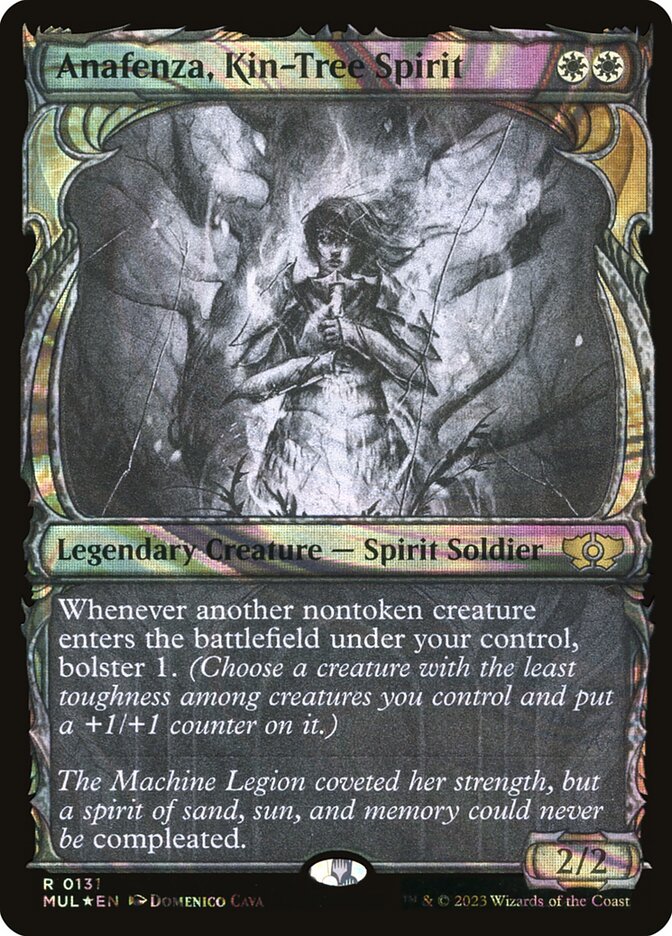 Anafenza, Kin-Tree Spirit
Legendary Creature — Spirit Soldier
Whenever another nontoken creature
enters the battlefield under your control,
bolster 1. (Choose a creature with the least
toughness among creatures you control and put
a +1/+1 counter on it.)
The Machine Legion coveted her strength, but
a spirit of sand, sun, and memory could never
be compleated.
2/2
R 0131
MUL★EN Domenico Cava
™ & © 2023 Wizards of the Coast